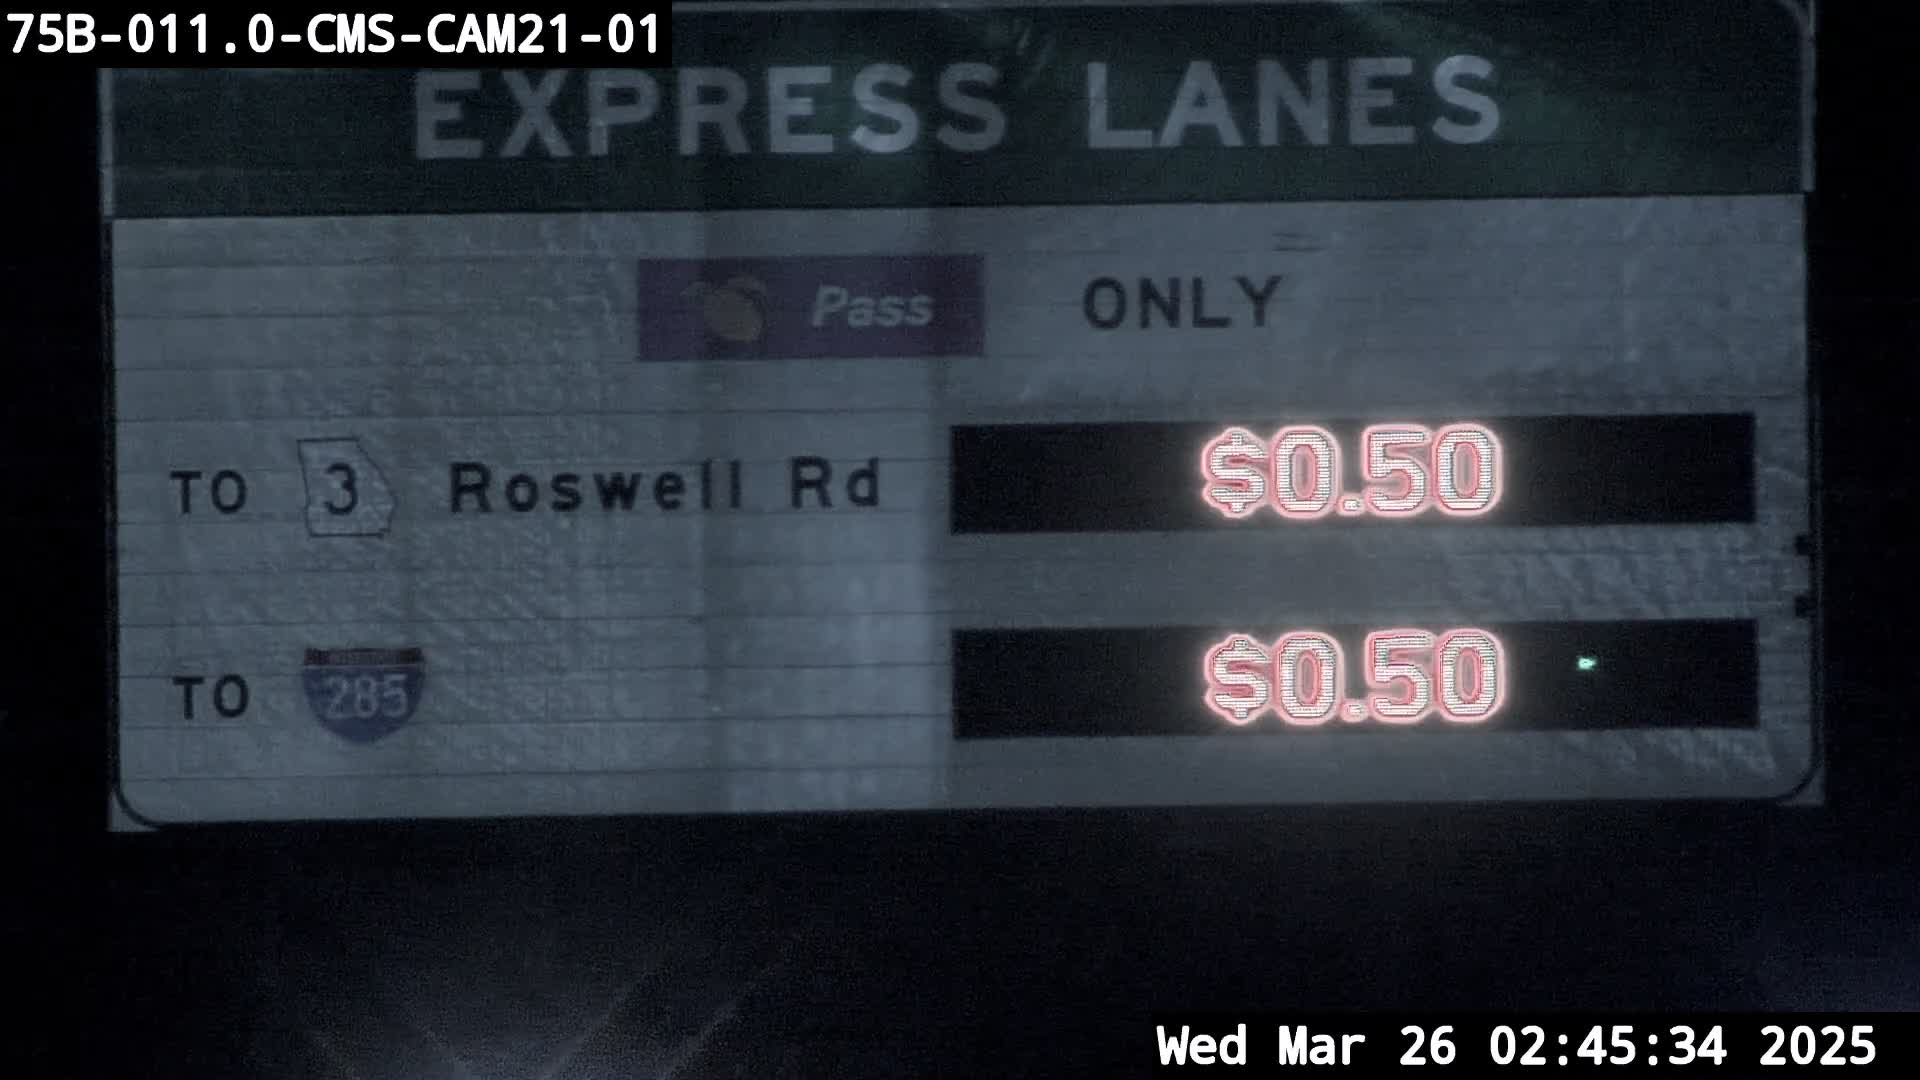 75B-011.0-CMS-CAM21-01
EXPRESS LANES
Pass ONLY
TO 3 Roswell Rd $0.50
TO 285 $0.50
Wed Mar 26 02:45:34 2025